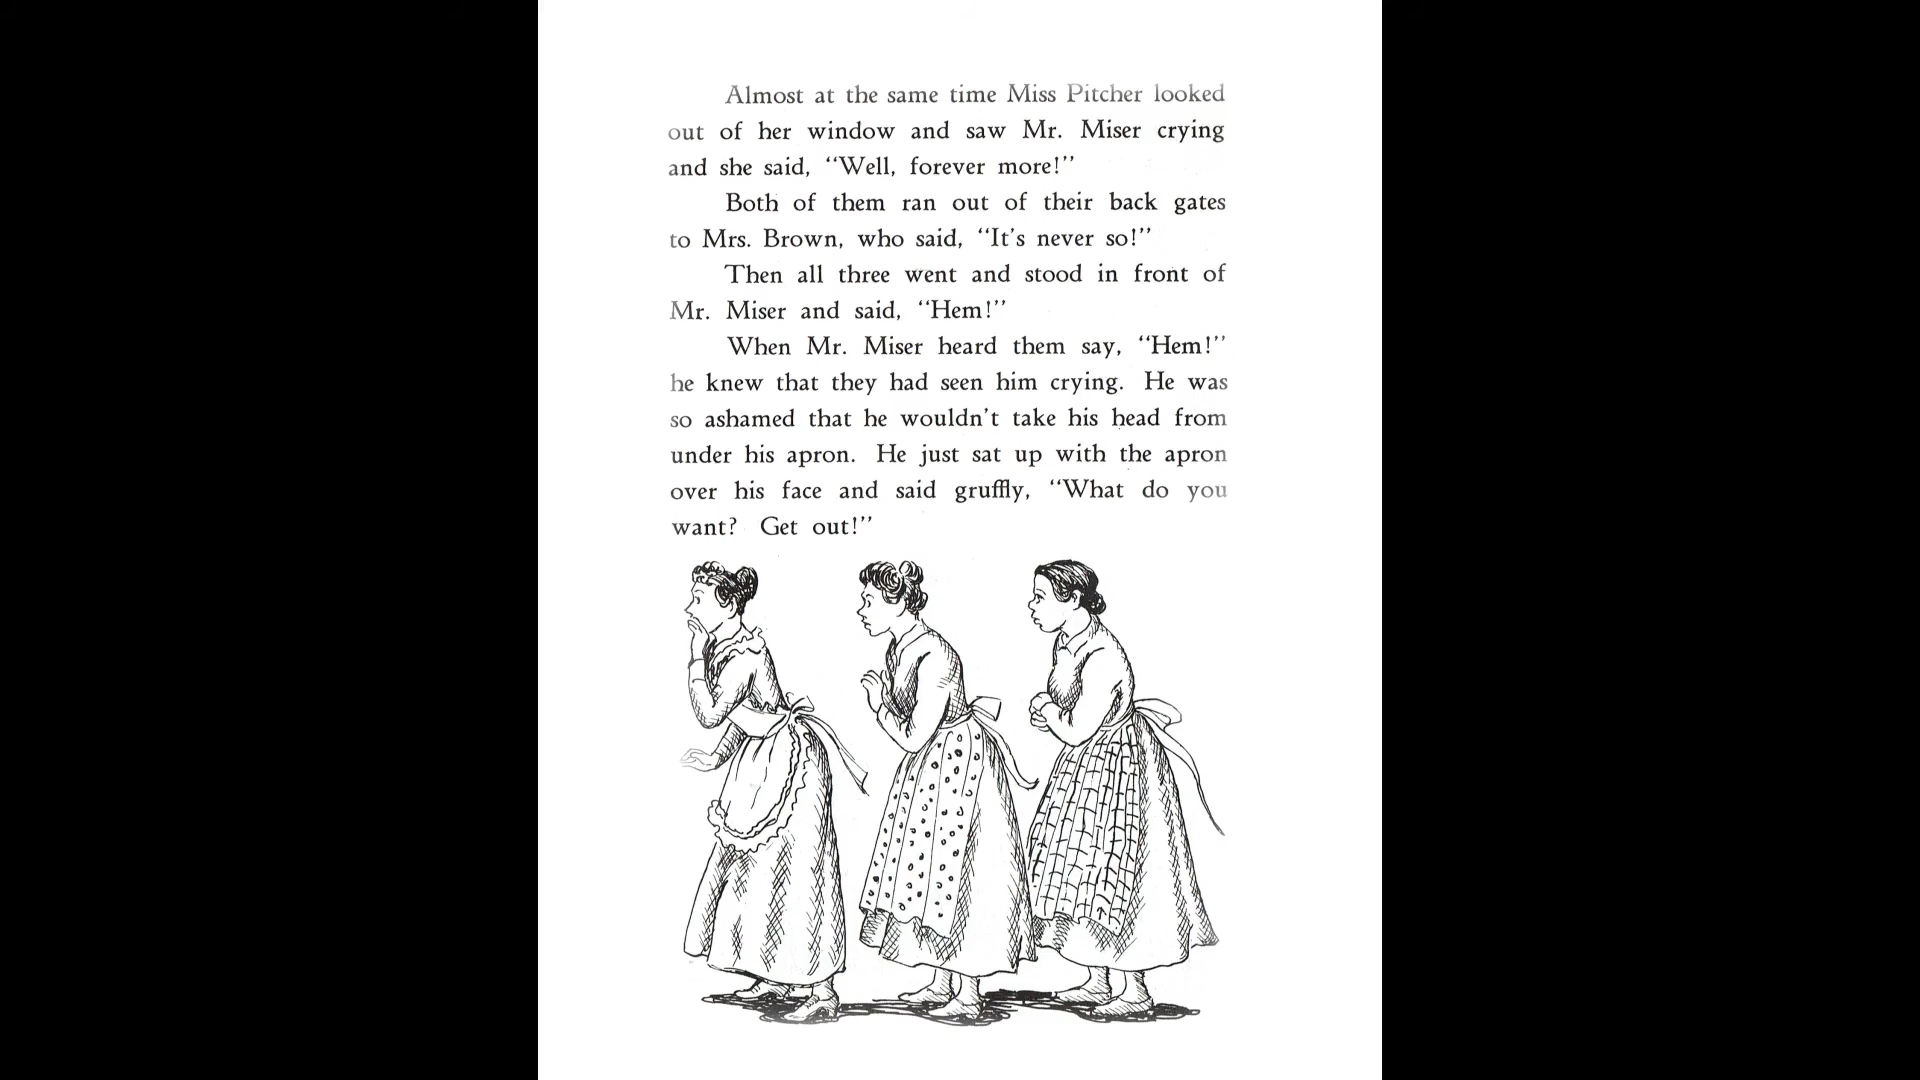 Almost at the same time Miss Pitcher looked
out of her window and saw Mr. Miser crying
and she said, “Well, forever more!”
Both of them ran out of their back gates
to Mrs. Brown, who said, “It's never so!”
Then all three went and stood in front of
Mr. Miser and said, “Hem!”
When Mr. Miser heard them say, “Hem!”
he knew that they had seen him crying. He was
so ashamed that he wouldn't take his head from
under his apron. He just sat up with the apron
over his face and said gruffly, “What do you
want? Get out!”